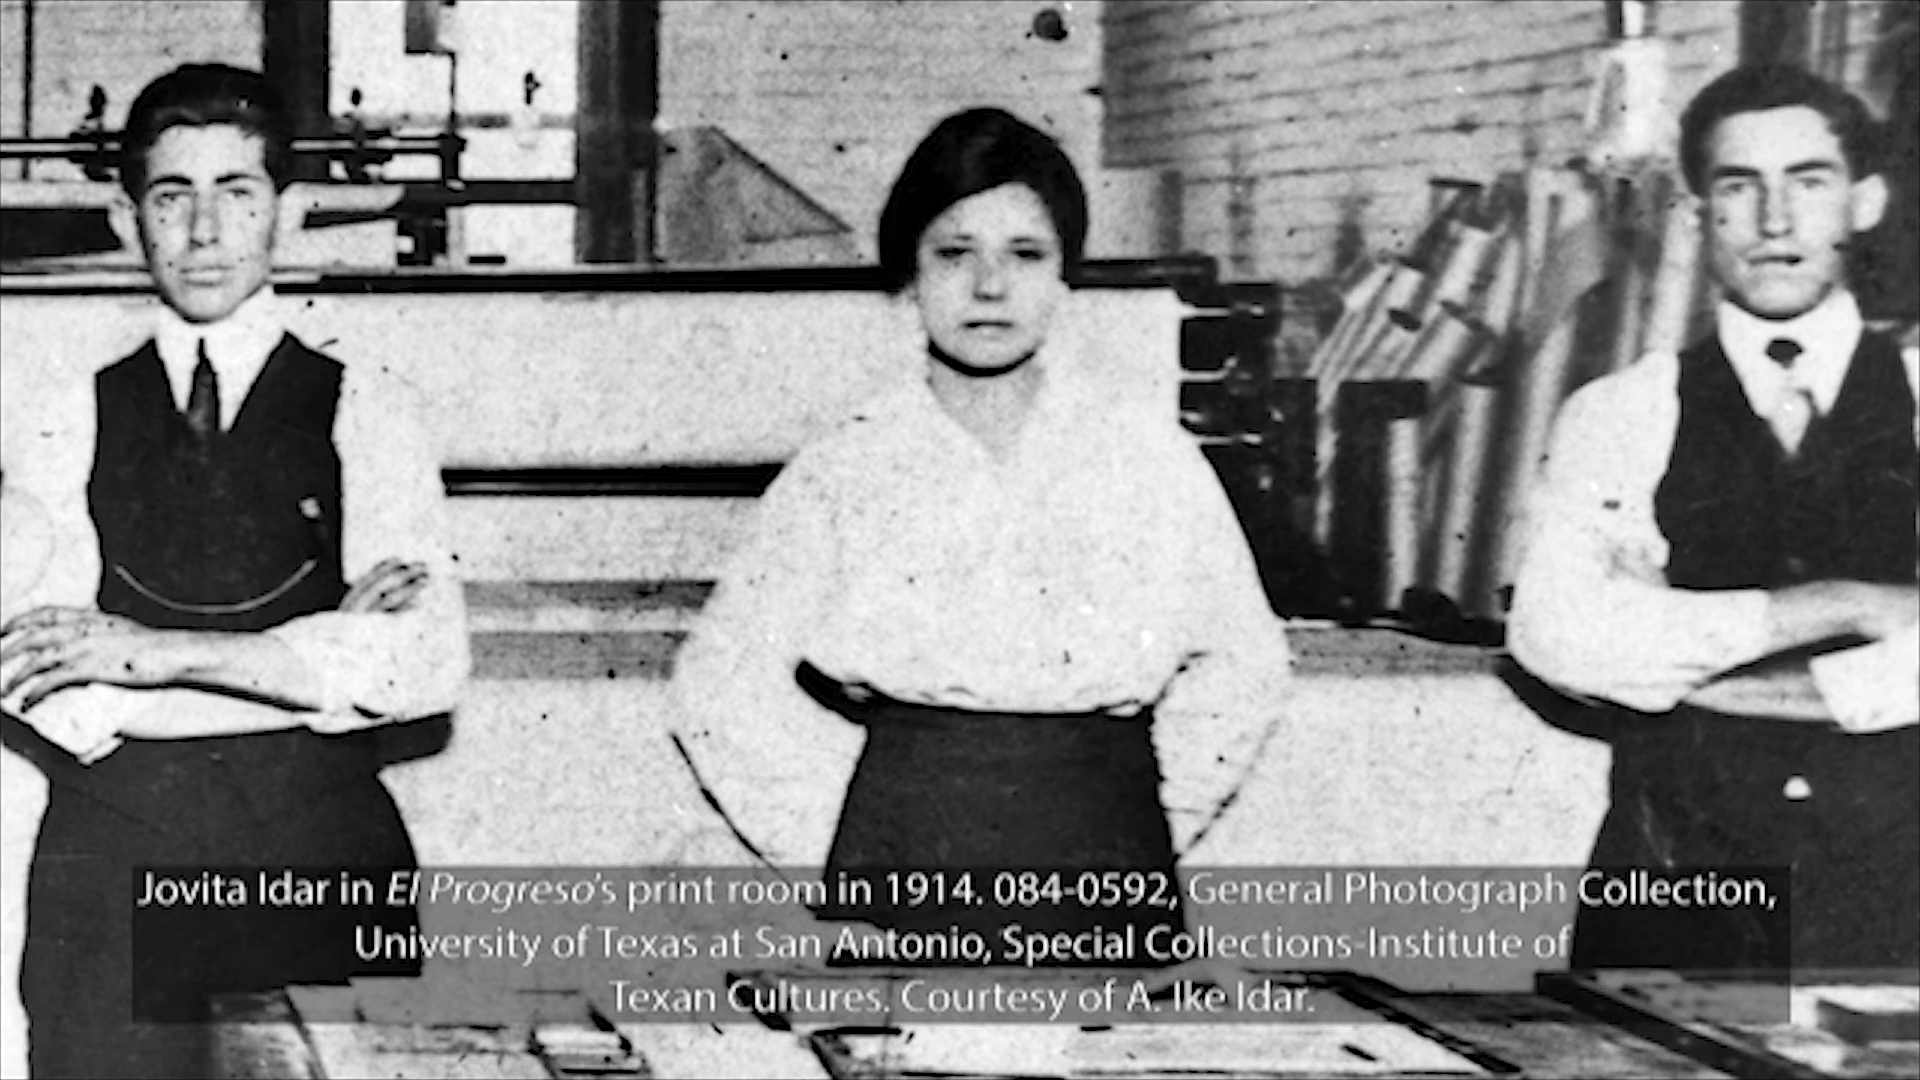 Jovita Idar in El Progreso's print room in 1914. 084-0592, General Photograph Collection,
University of Texas at San Antonio, Special Collections-Institute of
Texan Cultures. Courtesy of A. Ike Idar.